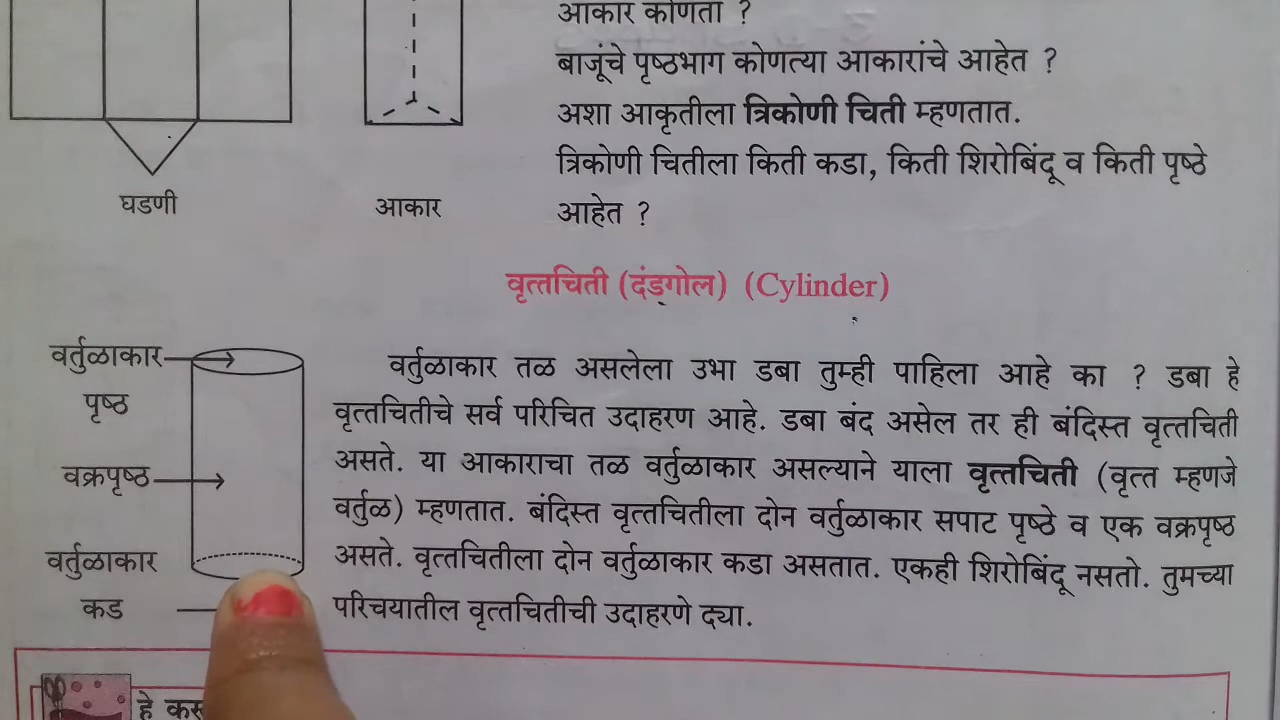 आकार कोणता ?
बाजूंचे पृष्ठभाग कोणत्या आकारांचे आहेत ?
अशा आकृतीला त्रिकोणी चिती म्हणतात.
त्रिकोणी चितीला किती कडा, किती शिरोबिंदू व किती पृष्ठे
आहेत ?
घडणी
आकार
वृत्तचिती (दंडगोल) (Cylinder)
वर्तुळाकार
पृष्ठ
वक्रपृष्ठ
वर्तुळाकार
कड
वर्तुळाकार तळ असलेला उभा डबा तुम्ही पाहिला आहे का ? डबा हे
वृत्तचितीचे सर्व परिचित उदाहरण आहे. डबा बंद असेल तर ही बंदिस्त वृत्तचिती
असते. या आकाराचा तळ वर्तुळाकार असल्याने याला वृत्तचिती (वृत्त म्हणजे
वर्तुळ) म्हणतात. बंदिस्त वृत्तचितीला दोन वर्तुळाकार सपाट पृष्ठे व एक वक्रपृष्ठ
असते. वृत्तचितीला दोन वर्तुळाकार कडा असतात. एकही शिरोबिंदू नसतो. तुमच्या
परिचयातील वृत्तचितीची उदाहरणे द्या.
हे